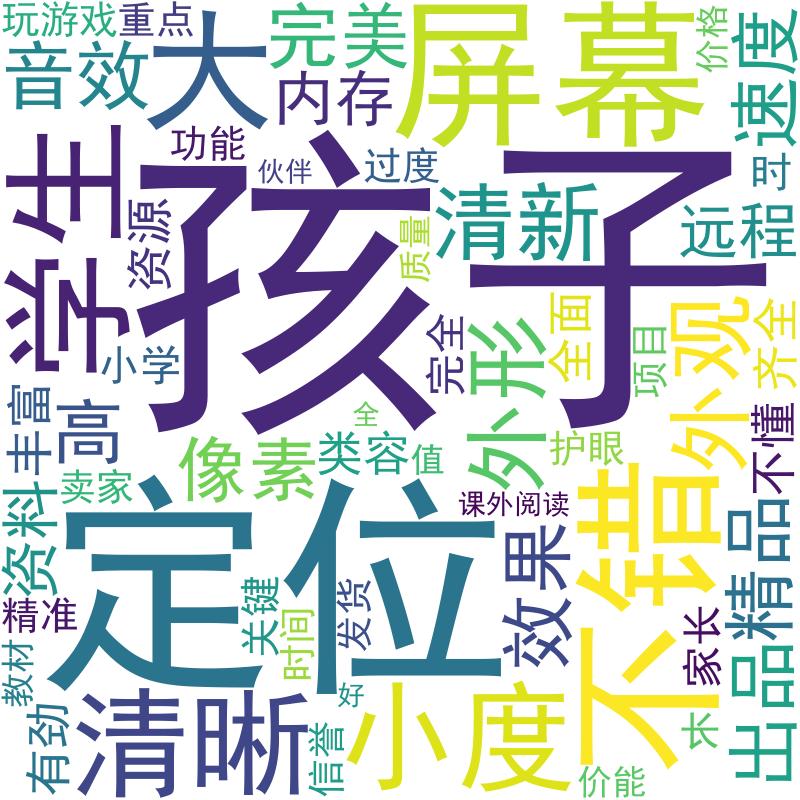 玩游戏
重点
完美
屏幕
价格
速度
音效
大
内存
功能
伙伴
过度
时
学生
孩子
资源
质量
清新
远程
小学
完全
外形
全面
项目
外观
齐全
丰富
高
全
像素
类容
值
护眼
不懂
卖家
课外阅读
资料
定位
不错
精品
效果
精准
关键
时间
发货
家长
教材
出品
有劲
清晰
好
小度
长
信誉
价能